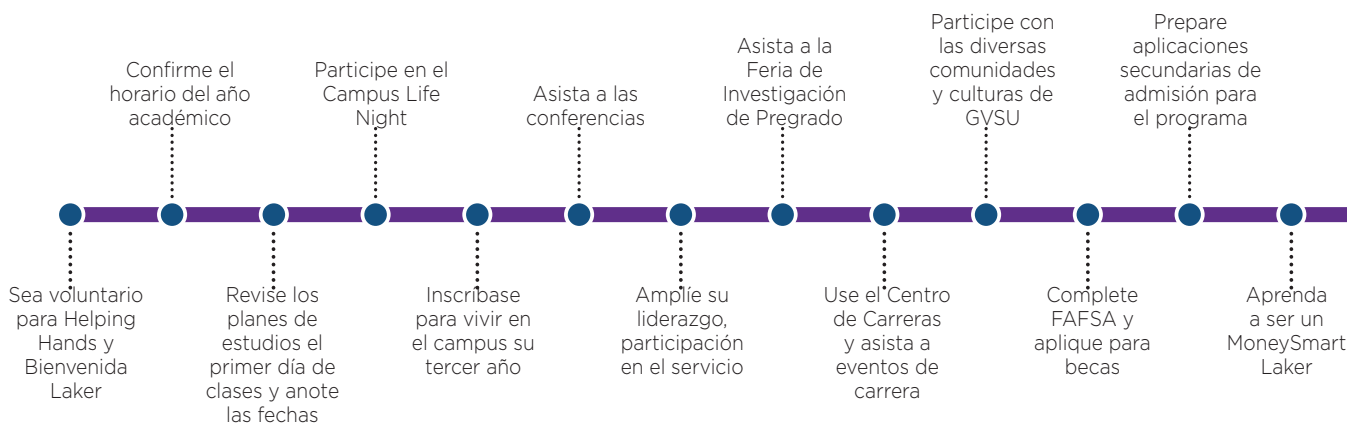 Sea voluntario
para Helping
Hands y
Bienvenida
Laker
Confirme el
horario del año
académico
Revise los
planes de
estudios el
primer día de
clases y anote
las fechas
Participe en el
Campus Life
Night
Inscríbase
para vivir en
el campus su
tercer año
Asista a las
conferencias
Amplíe su
liderazgo,
participación
en el servicio
Asista a la
Feria de
Investigación
de Pregrado
Use el Centro
de Carreras
y asista a
eventos de
carrera
Participe con
las diversas
comunidades
y culturas de
GVSU
Complete
FAFSA y
aplique para
becas
Prepare
aplicaciones
secundarias de
admisión para
el programa
Aprenda
a ser un
MoneySmart
Laker